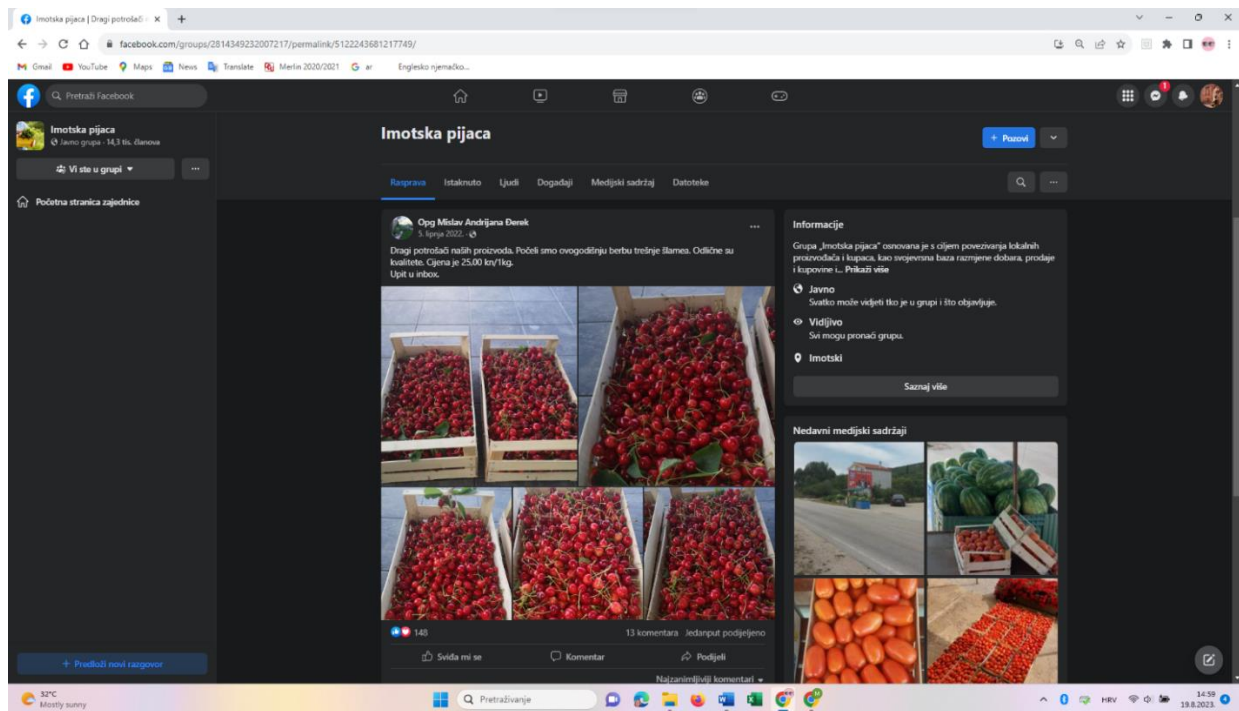 Imotska pijaca | Dragi potrošači
facebook.com/groups/2814349232007217/permalink/5122243681217749/
Gmail YouTube Maps News Translate Merlin 2020/2021 ar Englesko njemačko...
Pretraži Facebook
Imotska pijaca
Javno grupa · 14,3 tis. članova
Vi ste u grupi
Početna stranica zajednice
+ Predloži novi razgovor
Imotska pijaca
+ Pozovi
Rasprava Istaknuto Ljudi Događaji Medijski sadržaj Datoteke
Opg Mislav Andrijana Đerek
5. lipnja 2022. ·
Dragi potrošači naših proizvoda. Počeli smo ovogodišnju berbu trešnje šlamea. Odlične su
kvalitete. Cijena je 25,00 kn/1kg.
Upit u inbox.
148 13 komentara Jedanput podijeljeno
Sviđa mi se Komentar Podijeli
Najzanimljiviji komentari
Informacije
Grupa „Imotska pijaca" osnovana je s ciljem povezivanja lokalnih
proizvođača i kupaca, kao svojevrsna baza razmjene dobara, prodaje
i kupovine i... Prikaži više
Javno
Svatko može vidjeti tko je u grupi i što objavljuje.
Vidljivo
Svi mogu pronaći grupu.
Imotski
Saznaj više
Nedavni medijski sadržaji
32°C
Mostly sunny
Pretraživanje
HRV
14:59
19.8.2023.